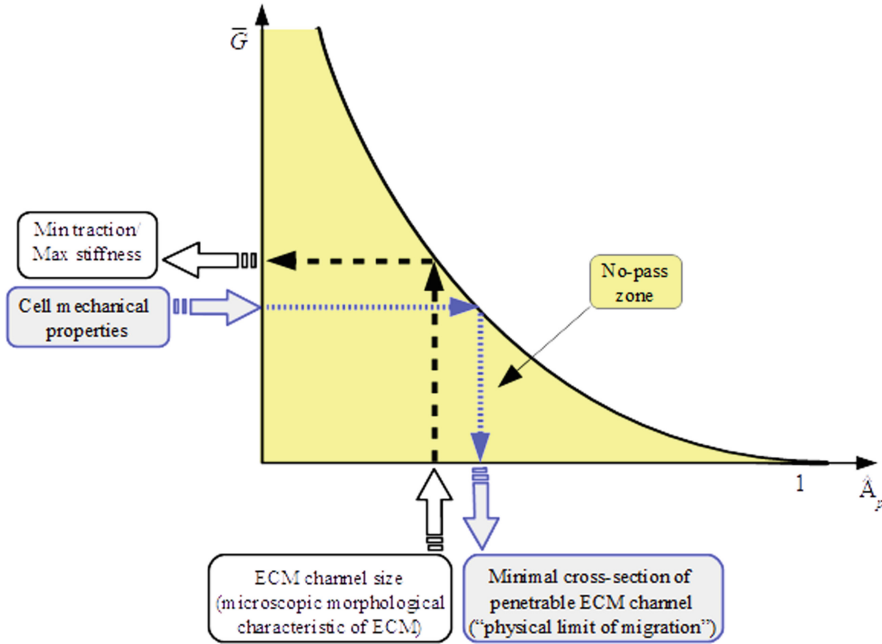 G̅
Min traction/
Max stiffness
Cell mechanical
properties
No-pass
zone
1
Â_p
ECM channel size
(microscopic morphological
characteristic of ECM)
Minimal cross-section of
penetrable ECM channel
(“physical limit of migration”)